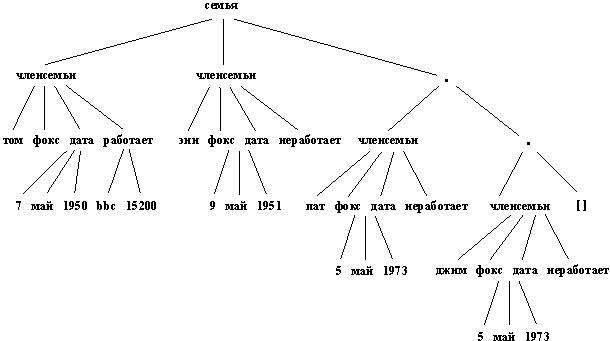 семья
членсемьи членсемьи .
том фокс дата работает энн фокс дата неработает членсемьи .
7 май 1950 bbc 15200 9 май 1951 пат фокс дата неработает членсемьи [ ]
5 май 1973 джим фокс дата неработает
5 май 1973